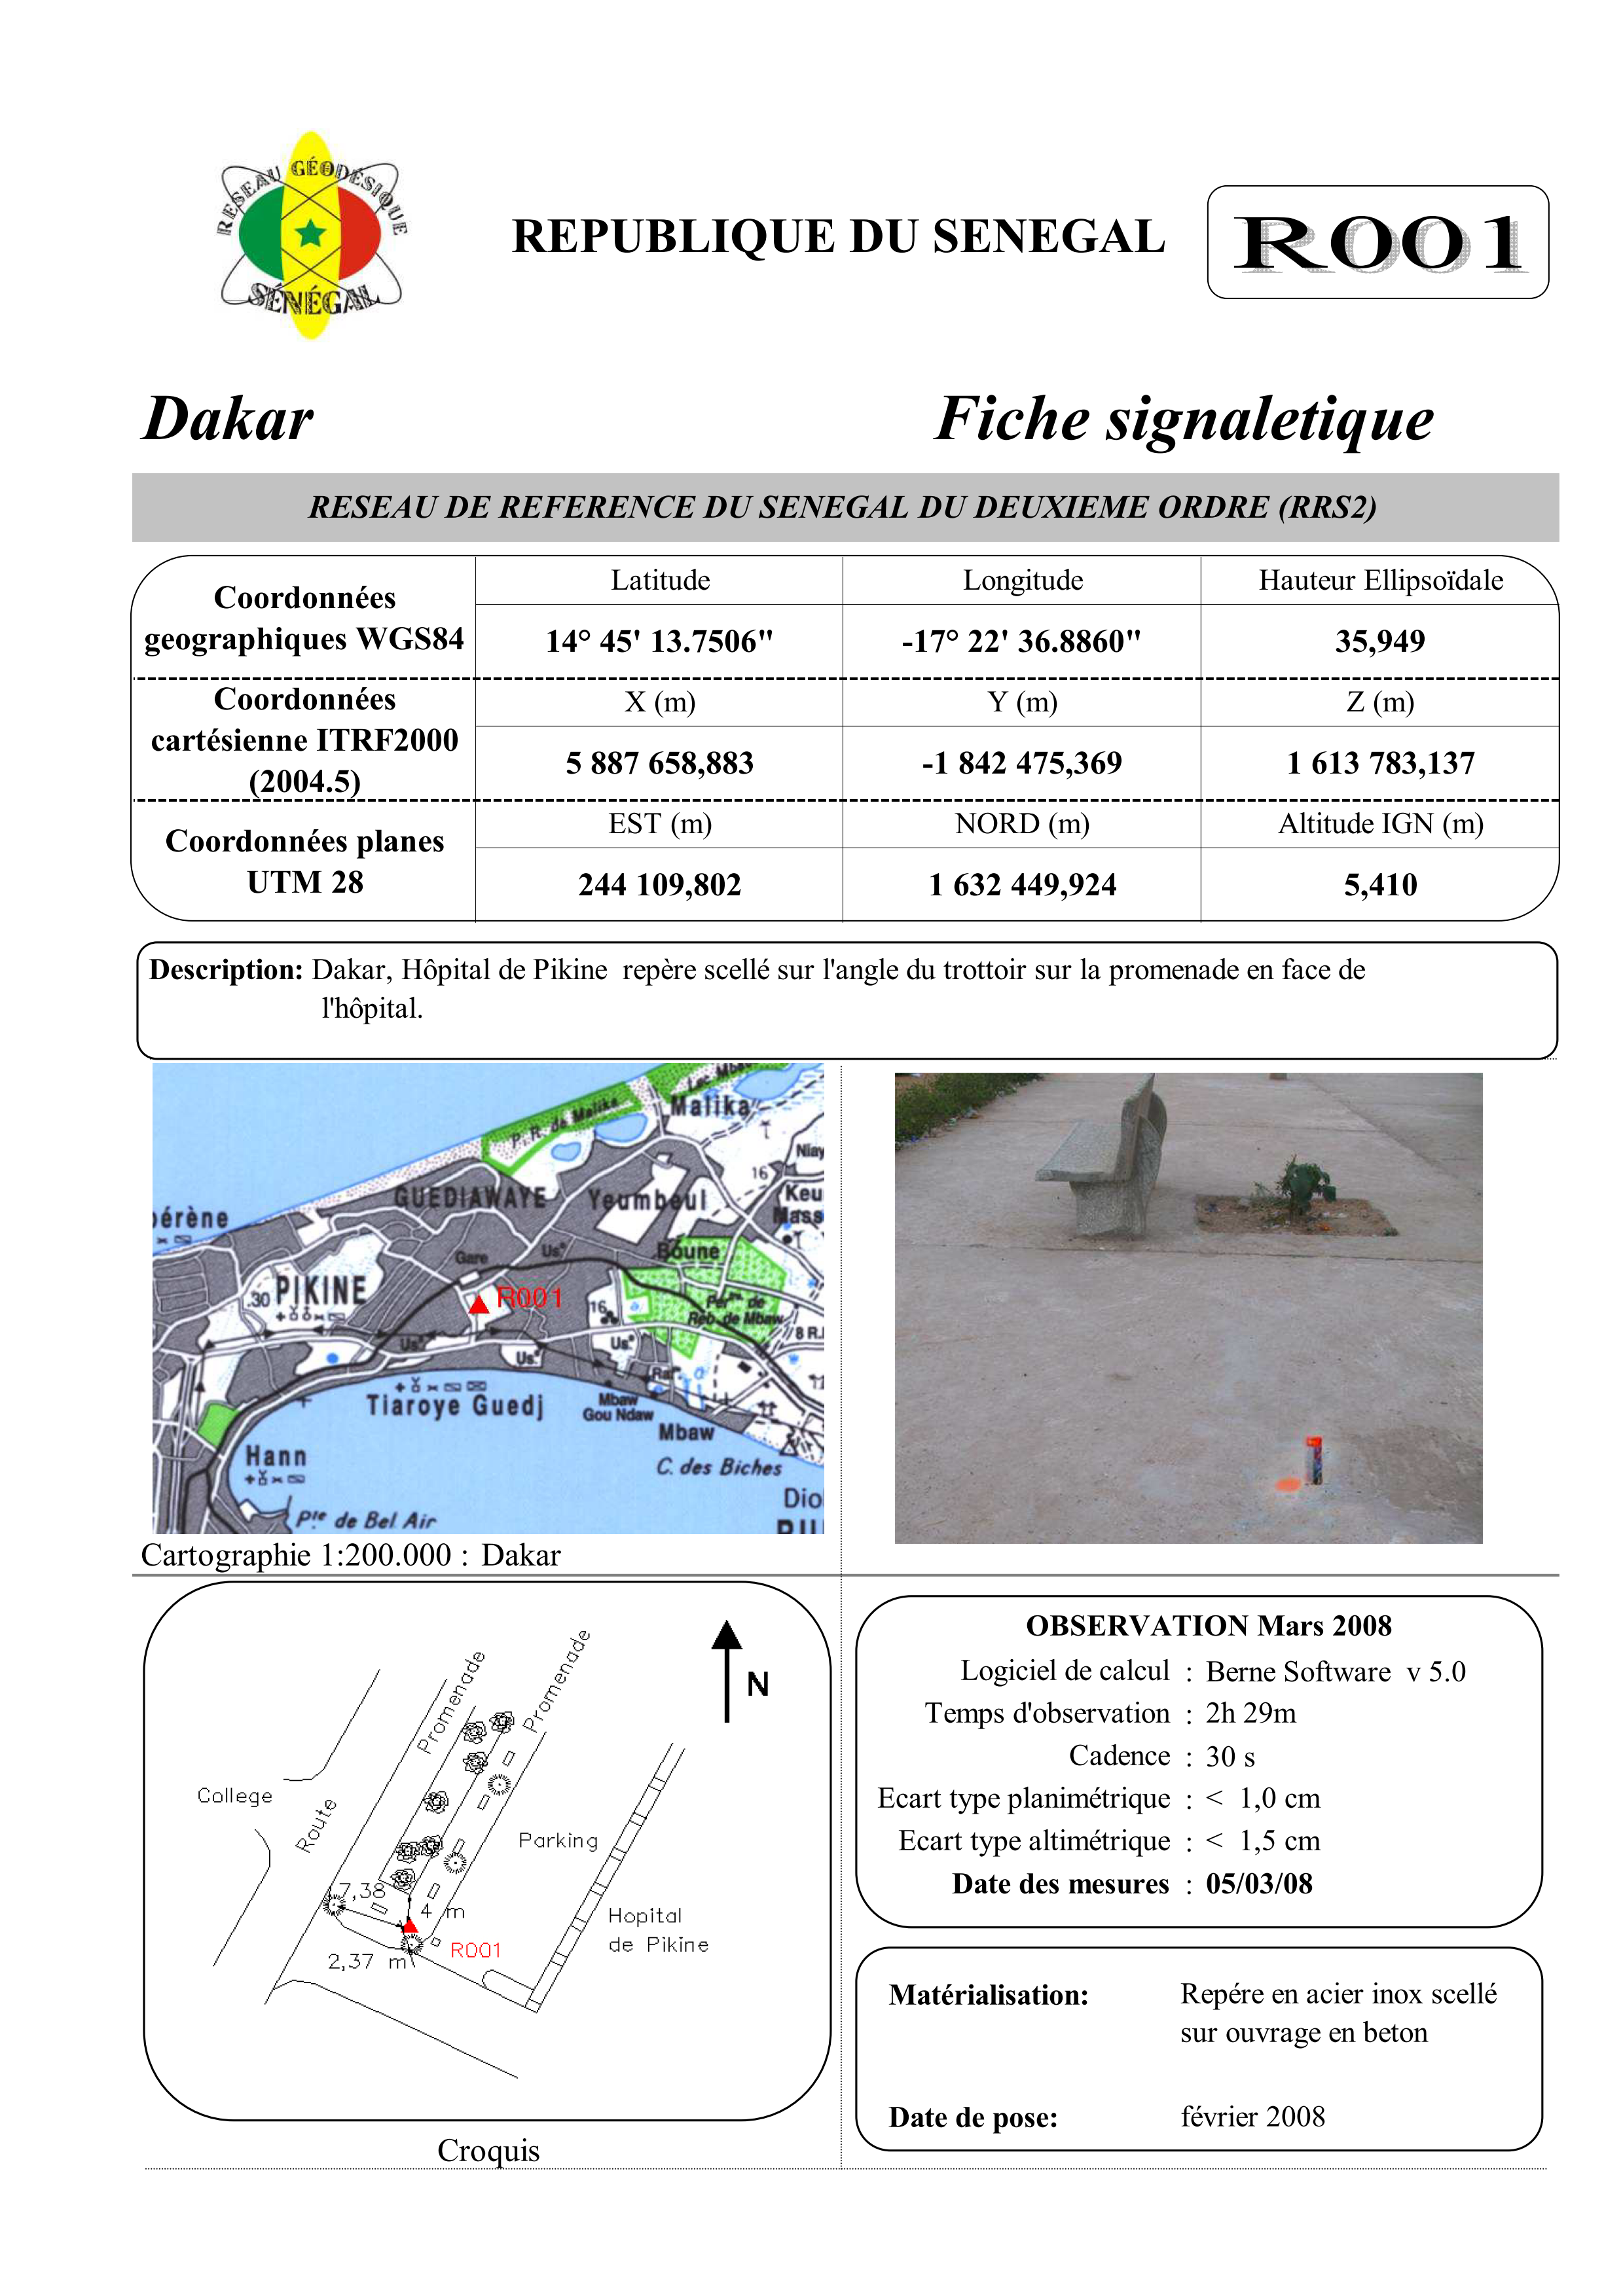 RESEAU GÉODÉSIQUE
SÉNÉGAL
REPUBLIQUE DU SENEGAL
R001
Dakar
Fiche signaletique
RESEAU DE REFERENCE DU SENEGAL DU DEUXIEME ORDRE (RRS2)
Coordonnées
geographiques WGS84
Latitude
Longitude
Hauteur Ellipsoïdale
14° 45' 13.7506"
-17° 22' 36.8860"
35,949
Coordonnées
cartésienne ITRF2000
(2004.5)
X (m)
Y (m)
Z (m)
5 887 658,883
-1 842 475,369
1 613 783,137
Coordonnées planes
UTM 28
EST (m)
NORD (m)
Altitude IGN (m)
244 109,802
1 632 449,924
5,410
Description: Dakar, Hôpital de Pikine repère scellé sur l'angle du trottoir sur la promenade en face de
l'hôpital.
Lac Mbaw
P. R. de Malika
Malika
Niay
16
GUEDIAWAYE
Yeumbeul
Keu
Mass
érène
Gare
Us.
Boune
30 PIKINE
R001
16
Per. de
Reb. de Mbaw
8 R.
Us.
Us.
Us.
Raf.
Tiaroye Guedj
Mbaw
Gou Ndaw
Mbaw
Hann
C. des Biches
Dio
Pte de Bel Air
Cartographie 1:200.000 : Dakar
Promenade
Promenade
N
College
Route
Parking
7,38
4 m
Hopital
de Pikine
R001
2,37 m
Croquis
OBSERVATION Mars 2008
Logiciel de calcul : Berne Software v 5.0
Temps d'observation : 2h 29m
Cadence : 30 s
Ecart type planimétrique : < 1,0 cm
Ecart type altimétrique : < 1,5 cm
Date des mesures : 05/03/08
Matérialisation: Repére en acier inox scellé
sur ouvrage en beton
Date de pose: février 2008